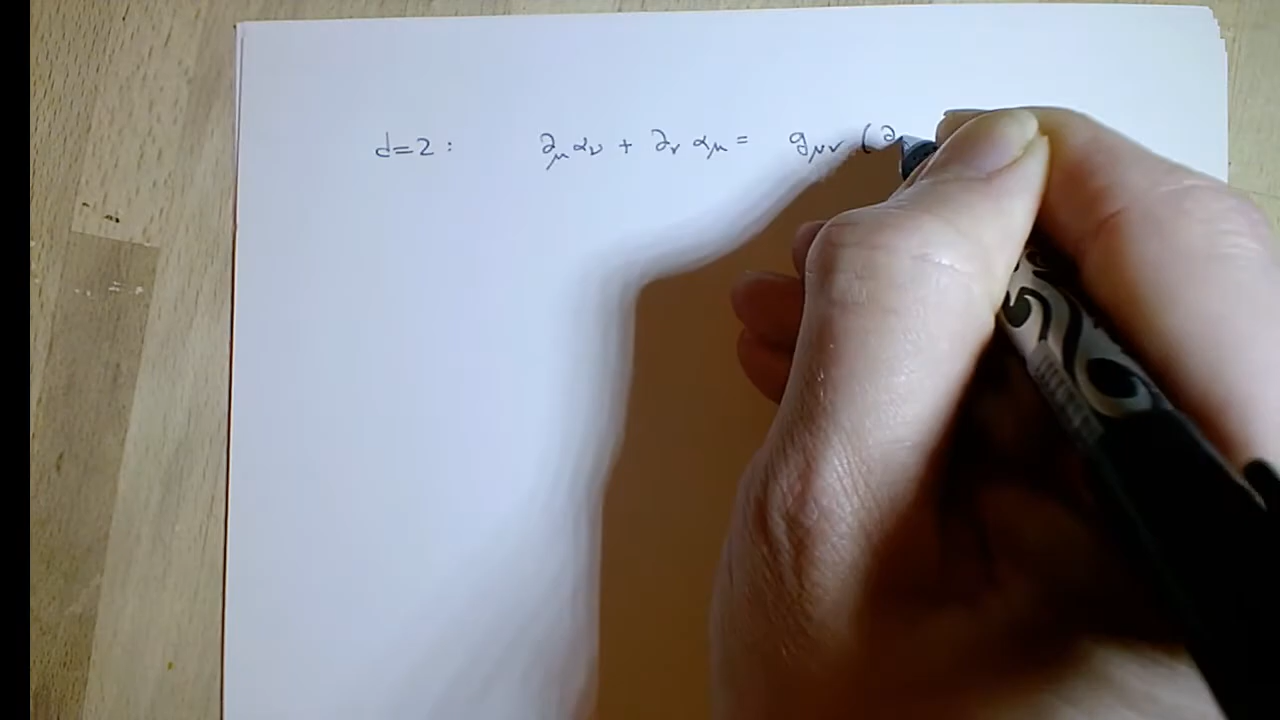 d=2 : ∂_μ α_ν + ∂_ν α_μ = g_μν (∂